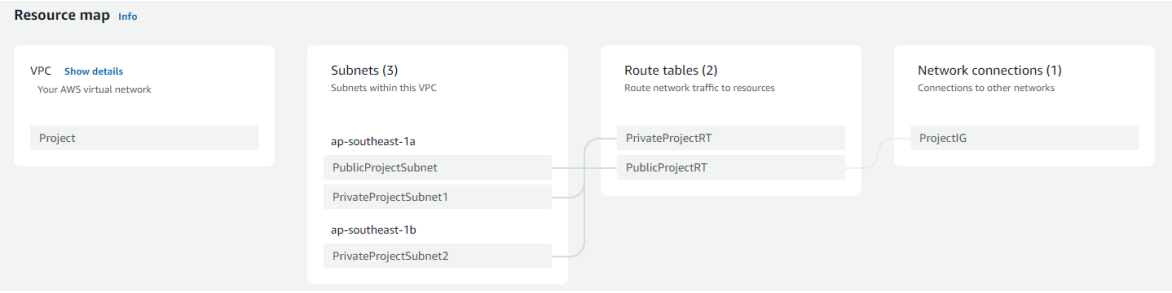 Resource map Info
VPC Show details
Your AWS virtual network
Project
Subnets (3)
Subnets within this VPC
ap-southeast-1a
PublicProjectSubnet
PrivateProjectSubnet1
ap-southeast-1b
PrivateProjectSubnet2
Route tables (2)
Route network traffic to resources
PrivateProjectRT
PublicProjectRT
Network connections (1)
Connections to other networks
ProjectIG